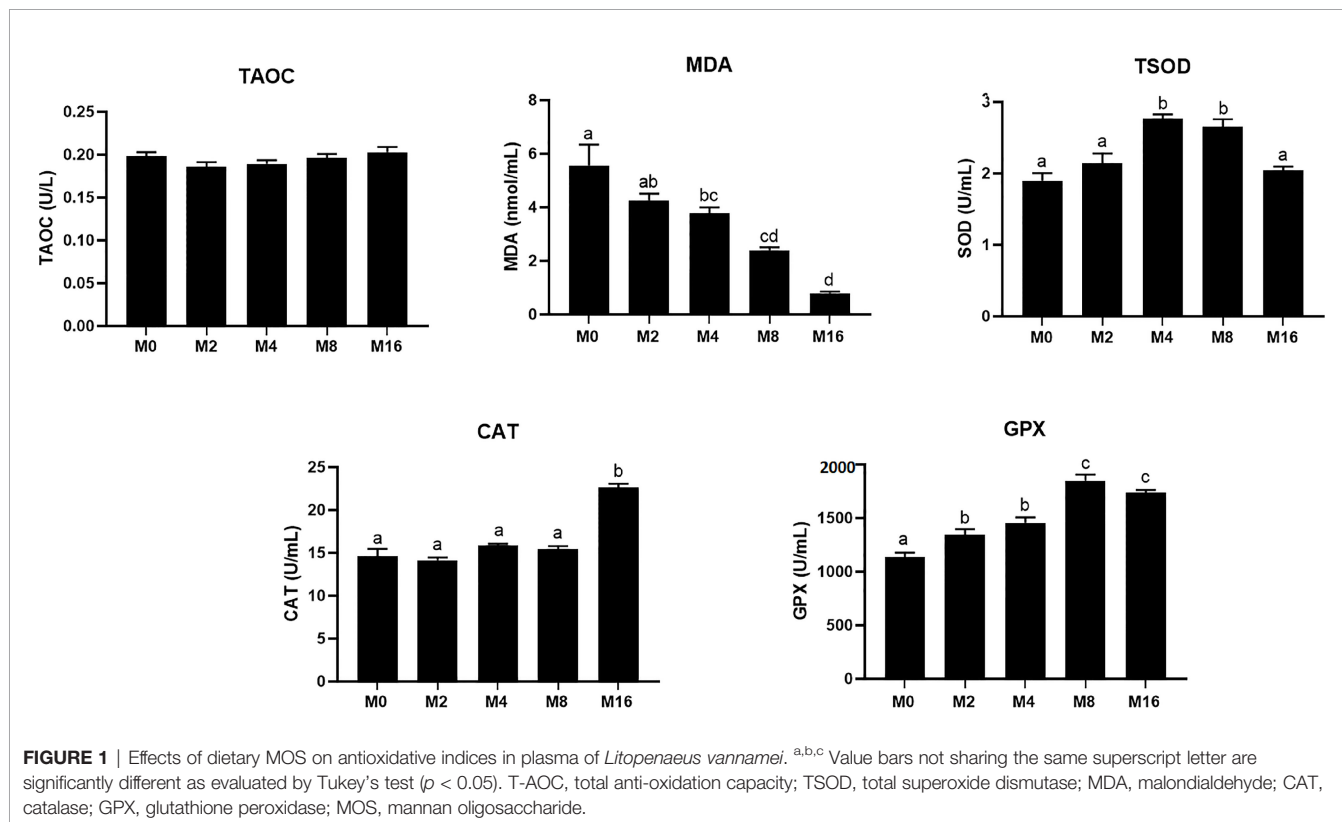 TAOC
TAOC (U/L)
0.25
0.20
0.15
0.10
0.05
0.00
M0 M2 M4 M8 M16
MDA
MDA (nmol/mL)
8
6
4
2
0
a ab bc cd d
M0 M2 M4 M8 M16
TSOD
SOD (U/mL)
3
2
1
0
a a b b a
M0 M2 M4 M8 M16
CAT
CAT (U/mL)
25
20
15
10
5
0
a a a a b
M0 M2 M4 M8 M16
GPX
GPX (U/mL)
2000
1500
1000
500
0
a b b c c
M0 M2 M4 M8 M16
FIGURE 1 | Effects of dietary MOS on antioxidative indices in plasma of Litopenaeus vannamei. a,b,c Value bars not sharing the same superscript letter are
significantly different as evaluated by Tukey's test (p < 0.05). T-AOC, total anti-oxidation capacity; TSOD, total superoxide dismutase; MDA, malondialdehyde; CAT,
catalase; GPX, glutathione peroxidase; MOS, mannan oligosaccharide.